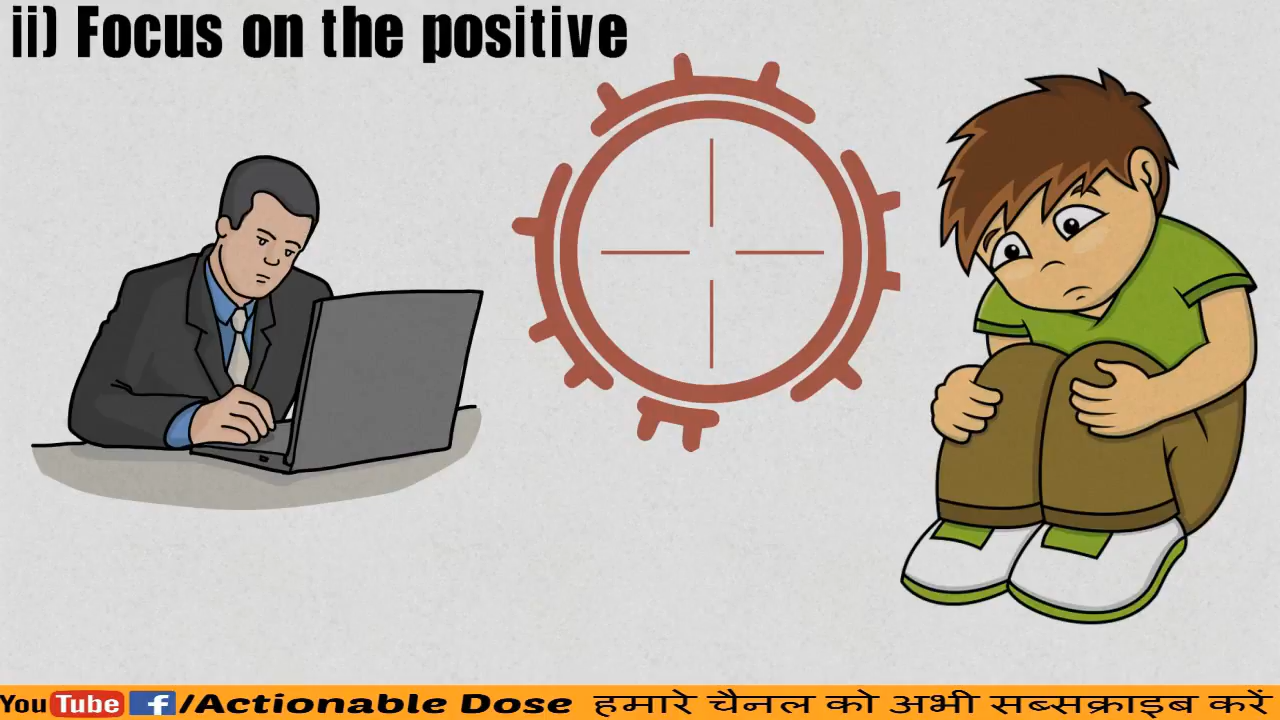 ii) Focus on the positive
YouTube f /Actionable Dose हमारे चैनल को अभी सब्सक्राइब करें